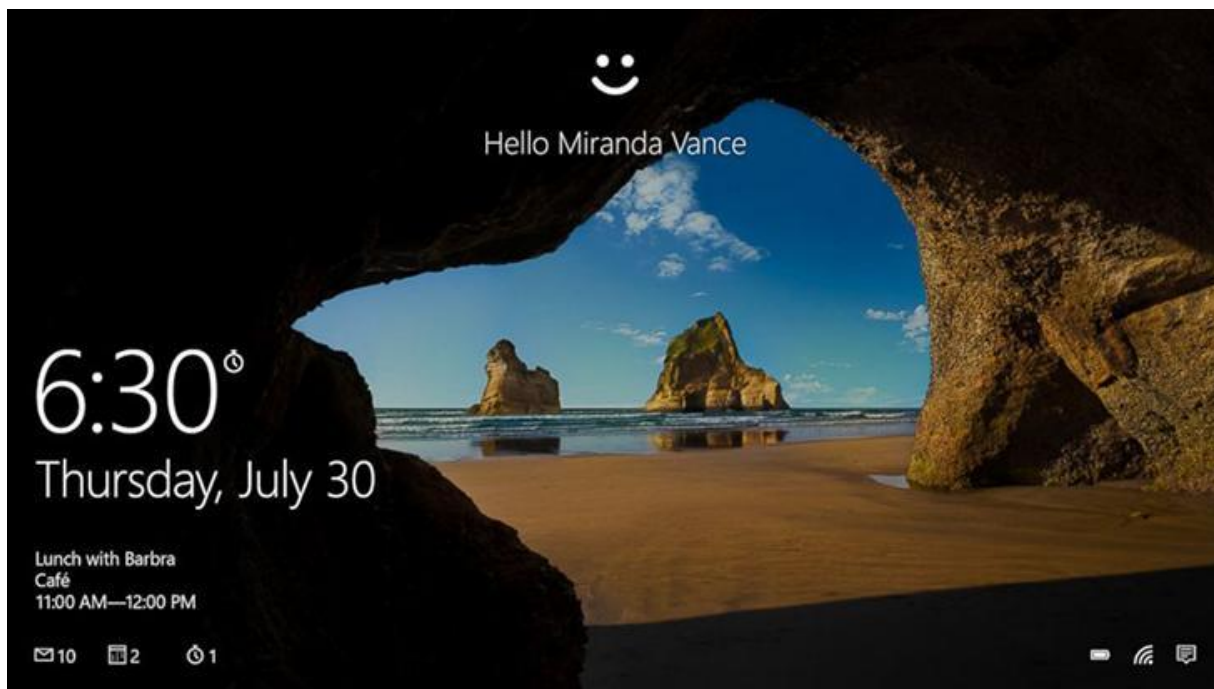 Hello Miranda Vance
6:30
Thursday, July 30
Lunch with Barbra
Café
11:00 AM—12:00 PM
10 2 1